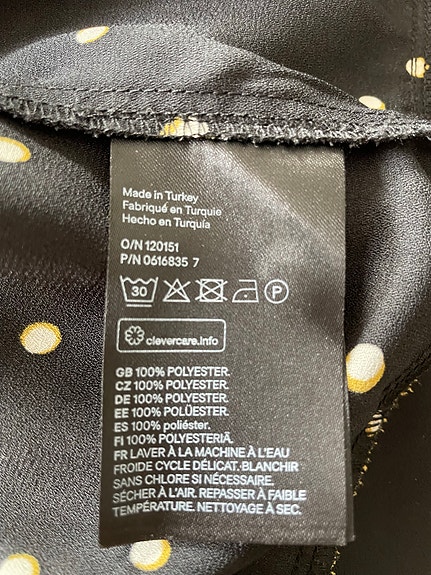 Made in Turkey
Fabriqué en Turquie
Hecho en Turquía
O/N 120151
P/N 0616835 7
30 P
clevercare.info
GB 100% POLYESTER.
CZ 100% POLYESTER.
DE 100% POLYESTER.
EE 100% POLÜESTER.
ES 100% poliéster.
FI 100% POLYESTERIÄ.
FR LAVER À LA MACHINE À L'EAU
FROIDE CYCLE DÉLICAT. BLANCHIR
SANS CHLORE SI NÉCESSAIRE.
SÉCHER À L'AIR. REPASSER À FAIBLE
TEMPÉRATURE. NETTOYAGE À SEC.